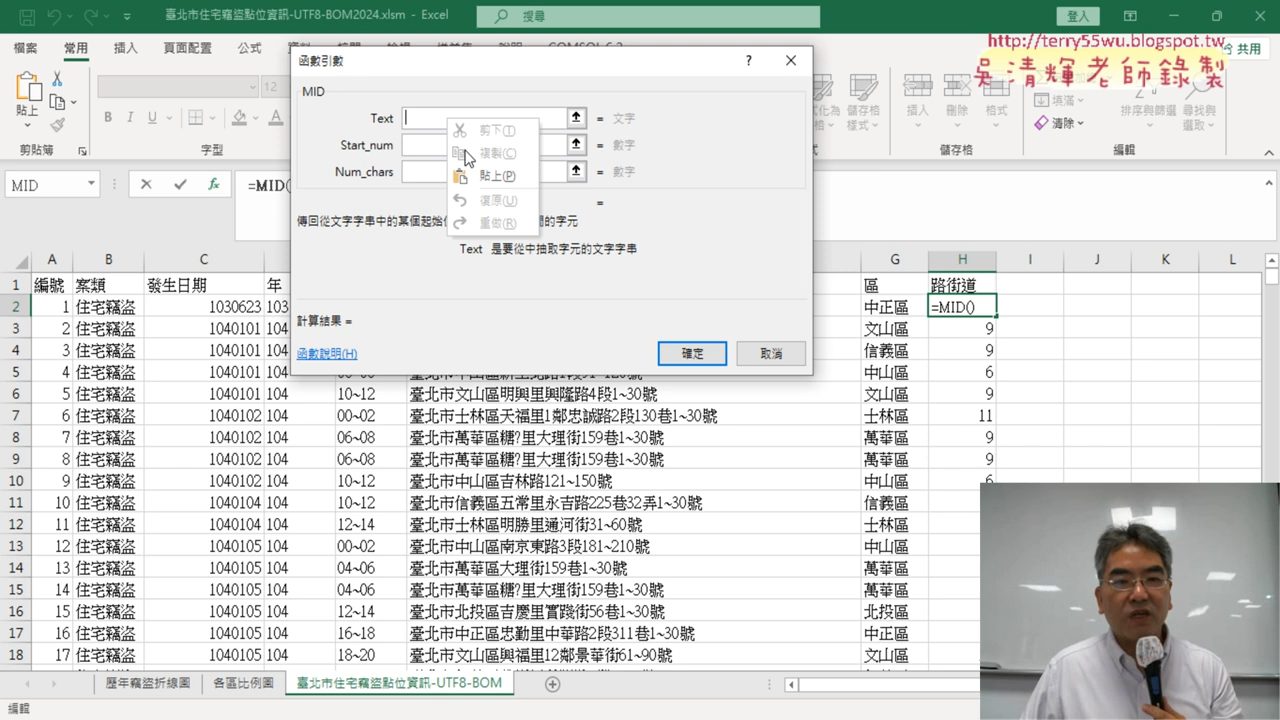 臺北市住宅竊盜點位資訊-UTF8-BOM2024.xlsm - Excel
搜尋
登入
檔案 常用 插入 頁面配置 公式
共用
http://terry55wu.blogspot.tw
吳清輝老師錄製
貼上
剪貼簿
12
B I U A
字型
插入 刪除 格式
儲存格樣式
儲存格
填滿
清除
排序與篩選
尋找與選取
編輯
MID
=MID(
函數引數
?
MID
Text = 文字
Start_num = 數字
Num_chars = 數字
=
剪下(T)
複製(C)
貼上(P)
復原(U)
重做(R)
傳回從文字字串中的某個起始
的字元
Text 是要從中抽取字元的文字字串
計算結果 =
函數說明(H)
確定 取消
A B C G H I J K L
1 編號 案類 發生日期 年 區 路街道
2 1 住宅竊盜 1030623 103 中正區 =MID()
3 2 住宅竊盜 1040101 104 文山區 9
4 3 住宅竊盜 1040101 104 信義區 9
5 4 住宅竊盜 1040101 104 中山區 6
6 5 住宅竊盜 1040101 104 10~12 臺北市文山區明興里興隆路4段1~30號 文山區 9
7 6 住宅竊盜 1040102 104 00~02 臺北市士林區天福里1鄰忠誠路2段130巷1~30號 士林區 11
8 7 住宅竊盜 1040102 104 06~08 臺北市萬華區糖?里大理街159巷1~30號 萬華區 9
9 8 住宅竊盜 1040102 104 06~08 臺北市萬華區糖?里大理街159巷1~30號 萬華區 9
10 9 住宅竊盜 1040102 104 10~12 臺北市中山區吉林路121~150號 中山區 6
11 10 住宅竊盜 1040104 104 10~12 臺北市信義區五常里永吉路225巷32弄1~30號 信義區
12 11 住宅竊盜 1040104 104 12~14 臺北市士林區明勝里通河街31~60號 士林區
13 12 住宅竊盜 1040105 104 00~02 臺北市中山區南京東路3段181~210號 中山區
14 13 住宅竊盜 1040105 104 04~06 臺北市萬華區大理街159巷1~30號 萬華區
15 14 住宅竊盜 1040105 104 04~06 臺北市萬華區糖?里大理街159巷1~30號 萬華區
16 15 住宅竊盜 1040105 104 12~14 臺北市北投區吉慶里實踐街56巷1~30號 北投區
17 16 住宅竊盜 1040105 104 16~18 臺北市中正區忠勤里中華路2段311巷1~30號 中正區
18 17 住宅竊盜 1040105 104 18~20 臺北市文山區興福里12鄰景華街61~90號 文山區
歷年竊盜折線圖 各區比例圖 臺北市住宅竊盜點位資訊-UTF8-BOM
編輯